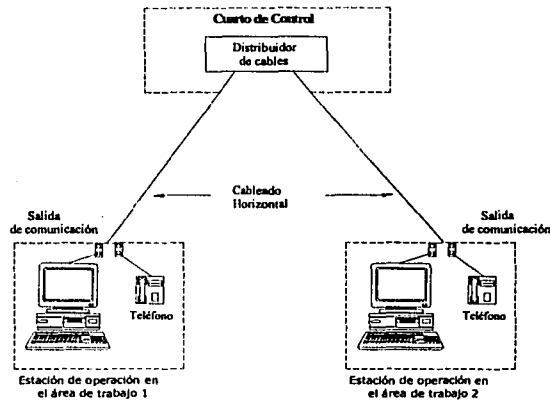 Cuarto de Control
Distribuidor
de cables
Cableado
Horizontal
Salida
de comunicación
Salida
de comunicación
Teléfono
Teléfono
Estación de operación en
el área de trabajo 1
Estación de operación en
el área de trabajo 2